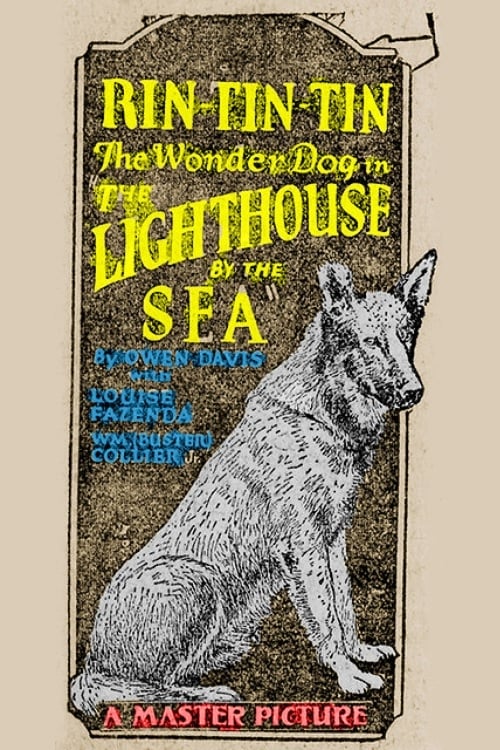 RIN-TIN-TIN
The Wonder Dog in
"THE
LIGHTHOUSE
BY THE
SEA"
By OWEN DAVIS
with
LOUISE
FAZENDA
WM. (BUSTER)
COLLIER Jr.
A MASTER PICTURE